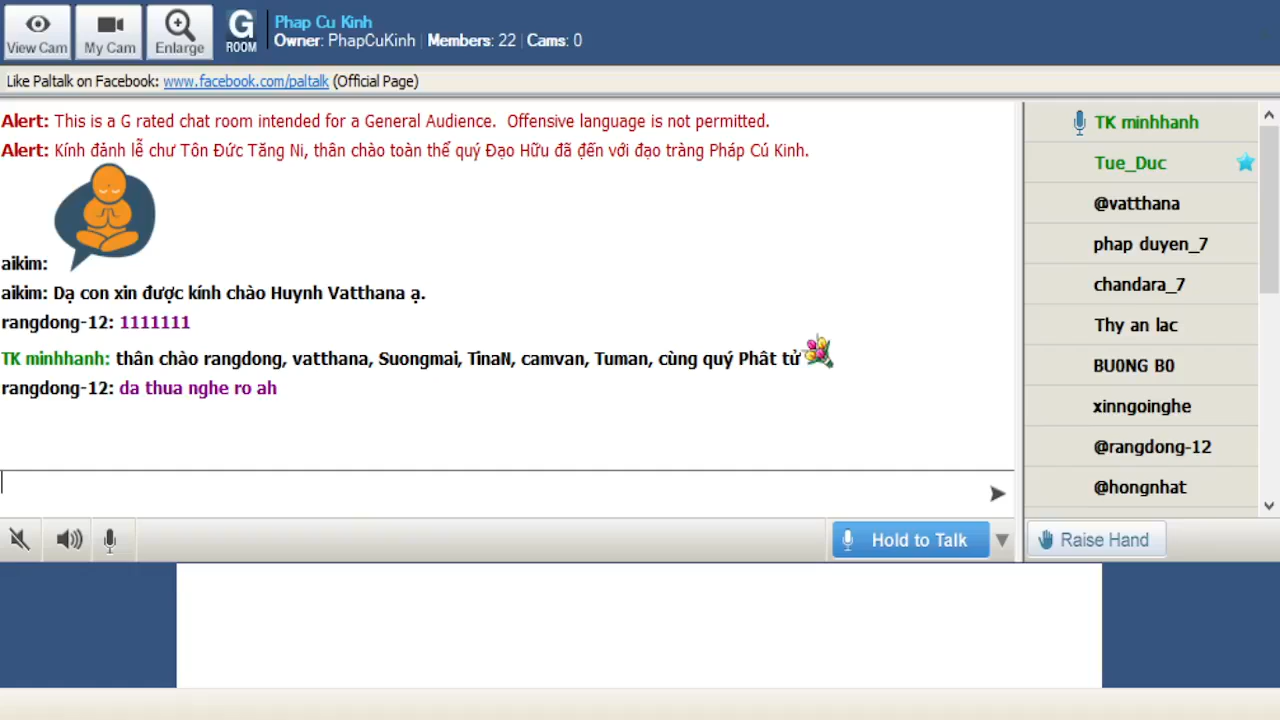 View Cam
My Cam
Enlarge
G
ROOM
Phap Cu Kinh
Owner: PhapCuKinh | Members: 22 | Cams: 0
Like Paltalk on Facebook: www.facebook.com/paltalk (Official Page)
Alert: This is a G rated chat room intended for a General Audience. Offensive language is not permitted.
Alert: Kính đảnh lễ chư Tôn Đức Tăng Ni, thân chào toàn thể quý Đạo Hữu đã đến với đạo tràng Pháp Cú Kinh.
aikim:
aikim: Dạ con xin được kính chào Huynh Vatthana ạ.
rangdong-12: 1111111
TK minhhanh: thân chào rangdong, vatthana, Suongmai, TinaN, camvan, Tuman, cùng quý Phât tử
rangdong-12: da thua nghe ro ah
Hold to Talk
TK minhhanh
Tue_Duc
@vatthana
phap duyen_7
chandara_7
Thy an lac
BU0NG B0
xinngoinghe
@rangdong-12
@hongnhat
Raise Hand